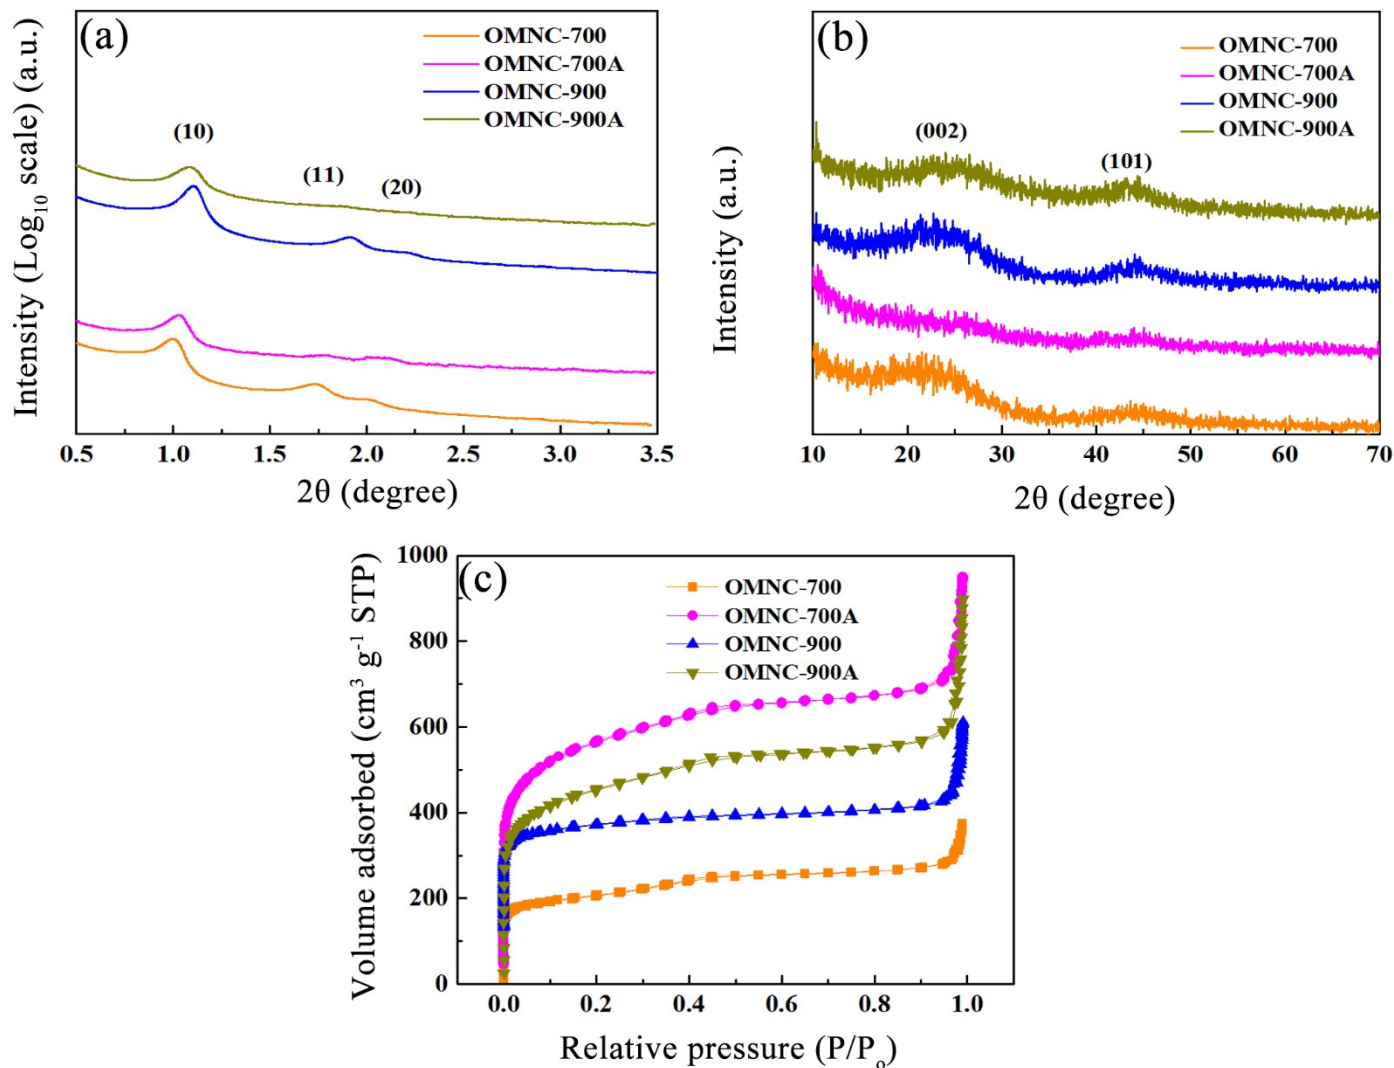 (a)
OMNC-700
OMNC-700A
OMNC-900
OMNC-900A
(10)
(11)
(20)
Intensity (Log₁₀ scale) (a.u.)
0.5 1.0 1.5 2.0 2.5 3.0 3.5
2θ (degree)
(b)
OMNC-700
OMNC-700A
OMNC-900
OMNC-900A
(002)
(101)
Intensity (a.u.)
10 20 30 40 50 60 70
2θ (degree)
(c)
OMNC-700
OMNC-700A
OMNC-900
OMNC-900A
Volume adsorbed (cm³ g⁻¹ STP)
1000
800
600
400
200
0
0.0 0.2 0.4 0.6 0.8 1.0
Relative pressure (P/Pₒ)